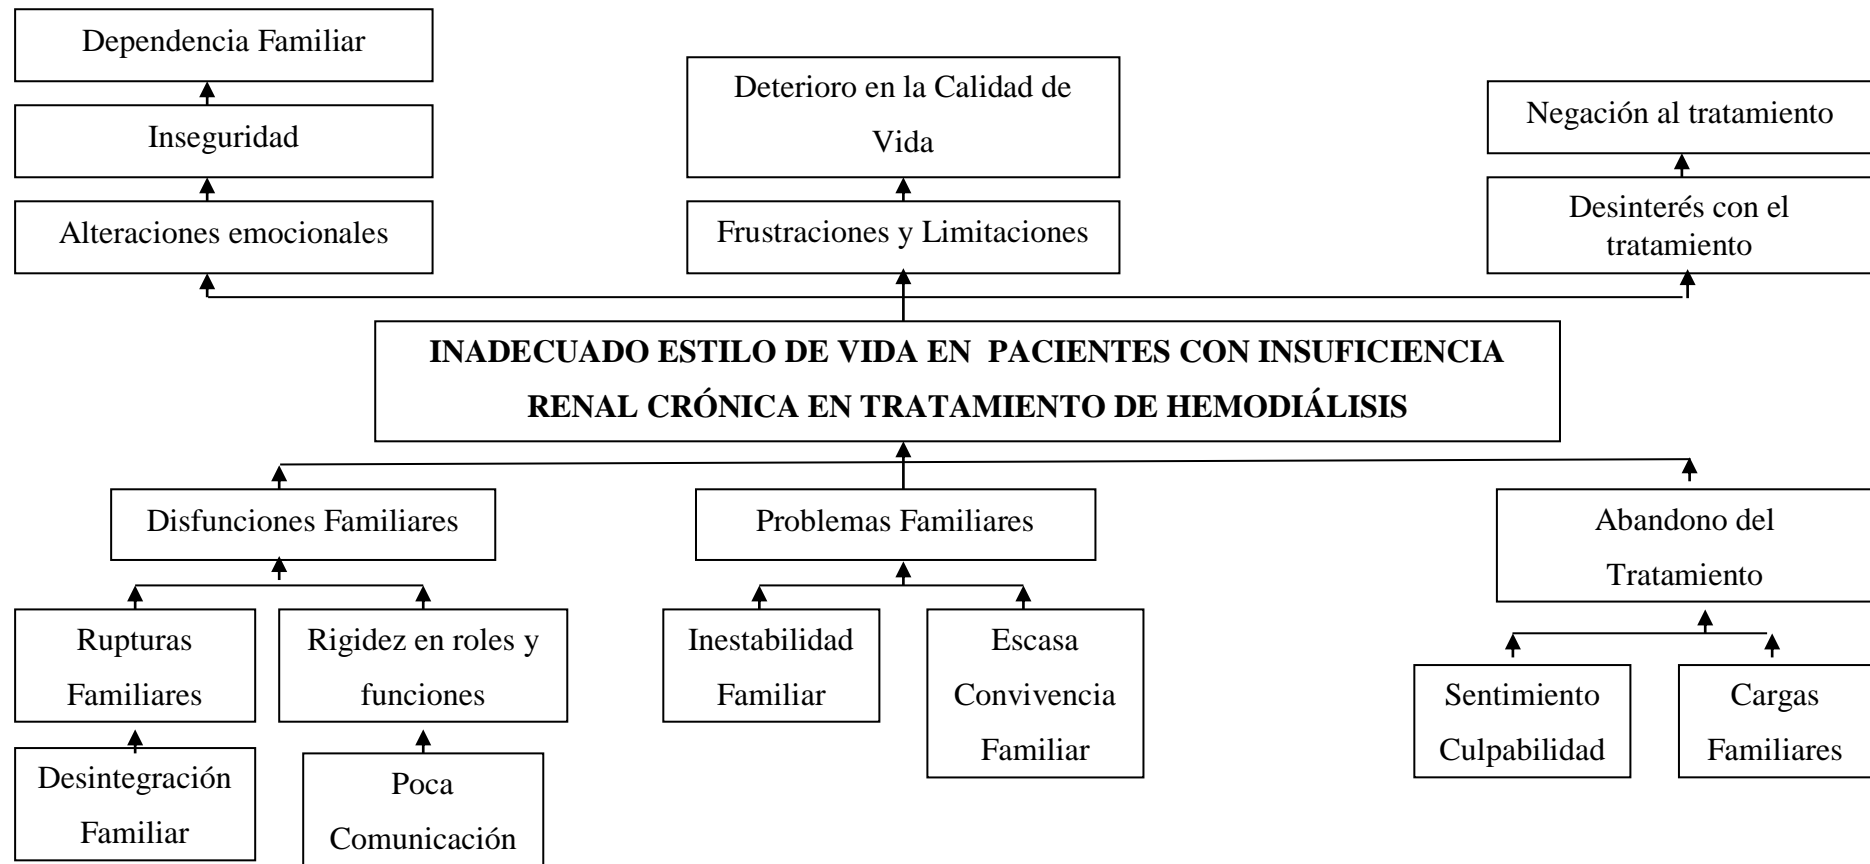 Dependencia Familiar
Inseguridad
Alteraciones emocionales
Deterioro en la Calidad de
Vida
Frustraciones y Limitaciones
Negación al tratamiento
Desinterés con el
tratamiento
INADECUADO ESTILO DE VIDA EN PACIENTES CON INSUFICIENCIA
RENAL CRÓNICA EN TRATAMIENTO DE HEMODIÁLISIS
Disfunciones Familiares
Problemas Familiares
Abandono del
Tratamiento
Rupturas
Familiares
Rigidez en roles y
funciones
Inestabilidad
Familiar
Escasa
Convivencia
Familiar
Sentimiento
Culpabilidad
Cargas
Familiares
Desintegración
Familiar
Poca
Comunicación